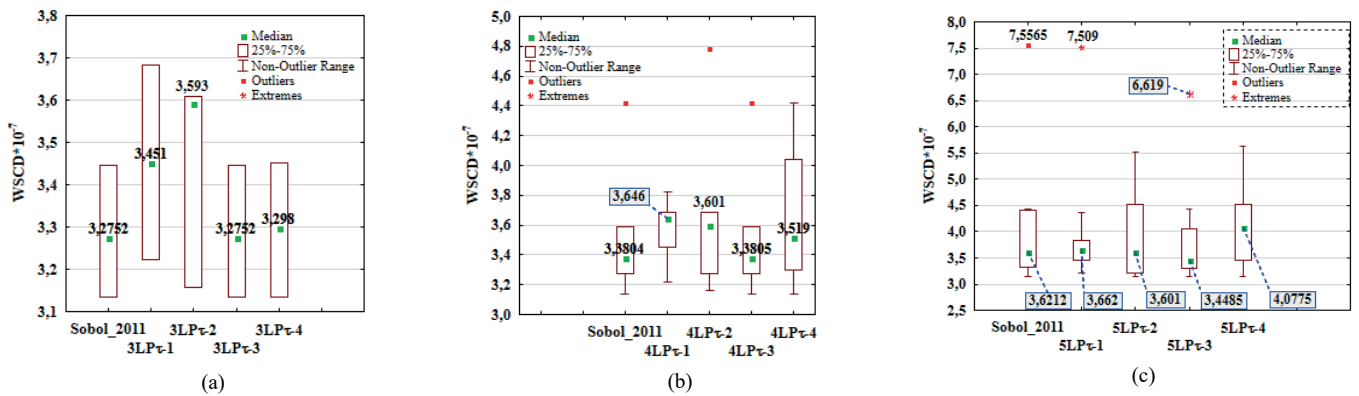 3,8
3,7
3,6
3,5
3,4
3,3
3,2
3,1
WSCD*10-7
Median
25%-75%
Non-Outlier Range
Outliers
Extremes
3,593
3,451
3,2752
3,2752
3,298
Sobol_2011
3LPτ-1
3LPτ-2
3LPτ-3
3LPτ-4
(a)
5,0
4,8
4,6
4,4
4,2
4,0
3,8
3,6
3,4
3,2
3,0
WSCD*10-7
Median
25%-75%
Non-Outlier Range
Outliers
Extremes
3,646
3,601
3,3804
3,3805
3,519
Sobol_2011
4LPτ-1
4LPτ-2
4LPτ-3
4LPτ-4
(b)
8,0
7,5
7,0
6,5
6,0
5,5
5,0
4,5
4,0
3,5
3,0
2,5
WSCD*10-7
7,5565
7,509
6,619
Median
25%-75%
Non-Outlier Range
Outliers
Extremes
3,6212
3,662
3,601
3,4485
4,0775
Sobol_2011
5LPτ-1
5LPτ-2
5LPτ-3
5LPτ-4
(c)